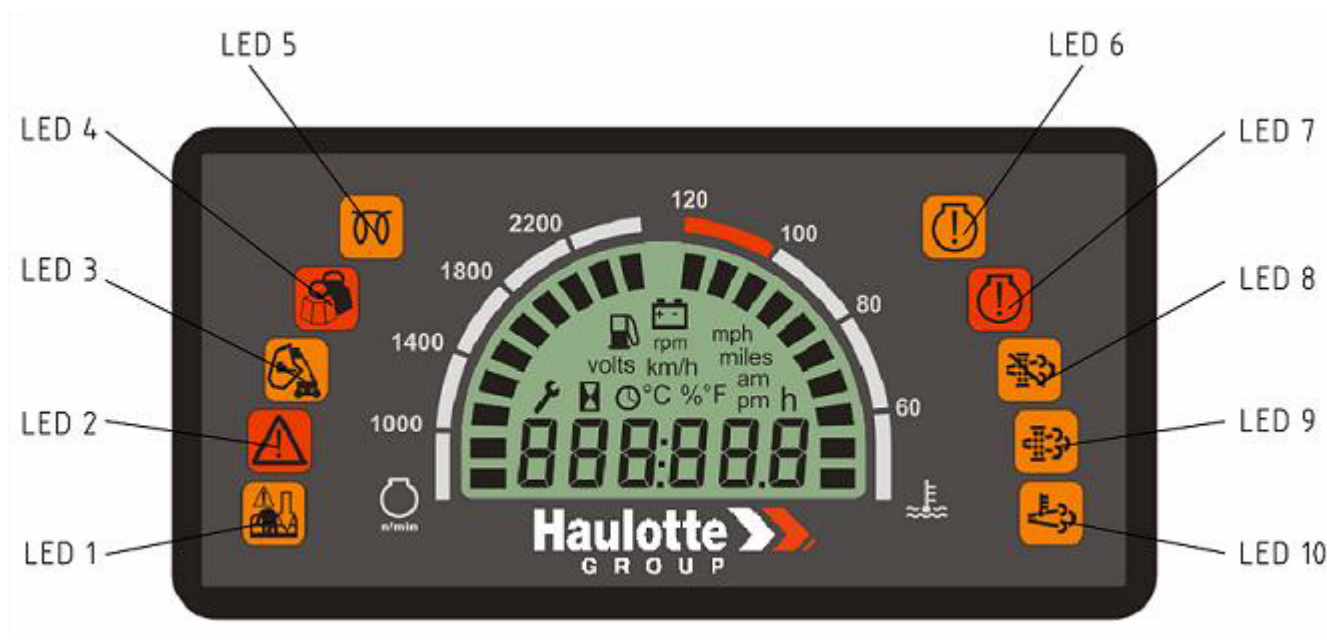 LED 5
LED 6
LED 4
LED 7
LED 3
LED 8
LED 2
LED 9
LED 1
LED 10
2200
1800
1400
1000
n/min
120
100
80
60
rpm
mph
volts
km/h
miles
°C %°F
am
pm
h
888:88.8
Haulotte
GROUP